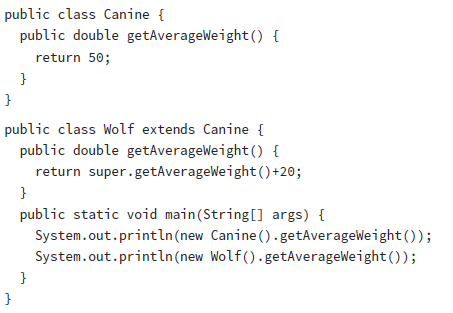 public class Canine {
  public double getAverageWeight() {
    return 50;
  }
}
public class Wolf extends Canine {
  public double getAverageWeight() {
    return super.getAverageWeight()+20;
  }
  public static void main(String[] args) {
    System.out.println(new Canine().getAverageWeight());
    System.out.println(new Wolf().getAverageWeight());
  }
}